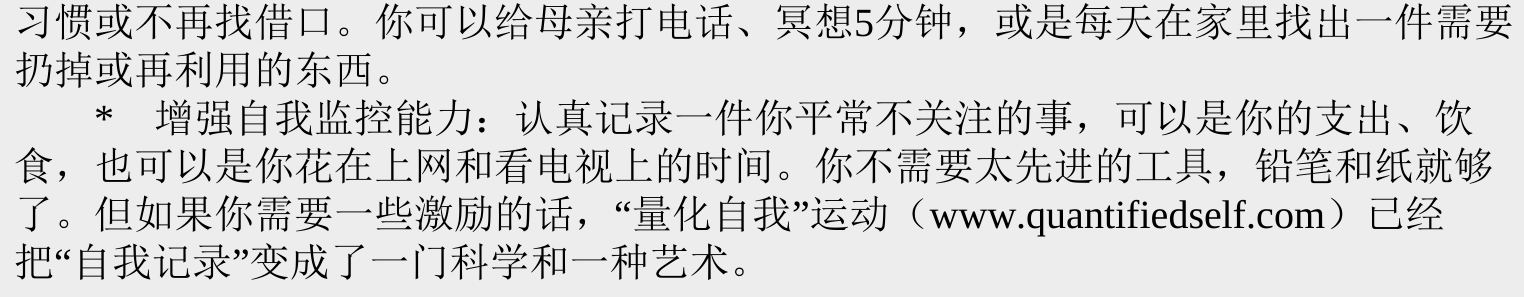 习惯或不再找借口。你可以给母亲打电话、冥想5分钟，或是每天在家里找出一件需要
扔掉或再利用的东西。
* 增强自我监控能力：认真记录一件你平常不关注的事，可以是你的支出、饮
食，也可以是你花在上网和看电视上的时间。你不需要太先进的工具，铅笔和纸就够
了。但如果你需要一些激励的话，“量化自我”运动（www.quantifiedself.com）已经
把“自我记录”变成了一门科学和一种艺术。